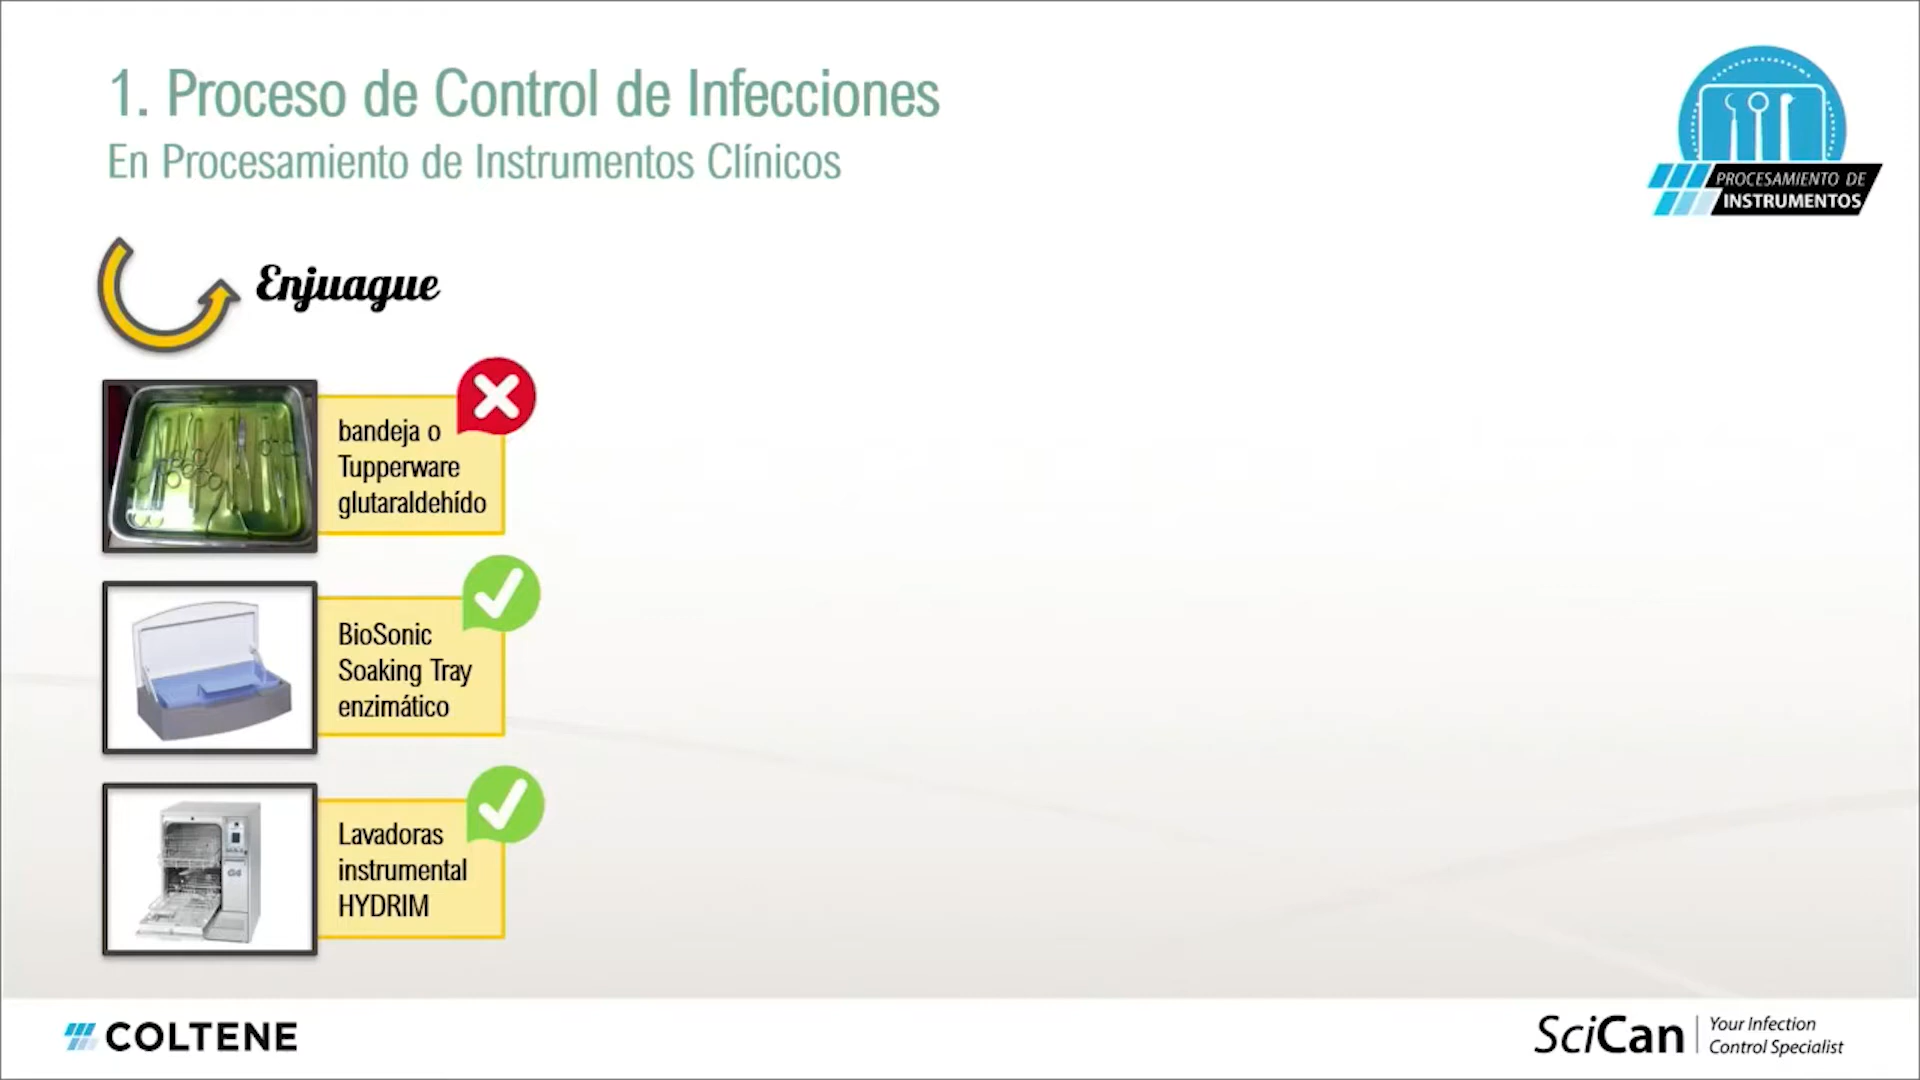 1. Proceso de Control de Infecciones
En Procesamiento de Instrumentos Clínicos
PROCESAMIENTO DE
INSTRUMENTOS
Enjuague
bandeja o
Tupperware
glutaraldehído
BioSonic
Soaking Tray
enzimático
G4
Lavadoras
instrumental
HYDRIM
COLTENE
SciCan
Your Infection
Control Specialist